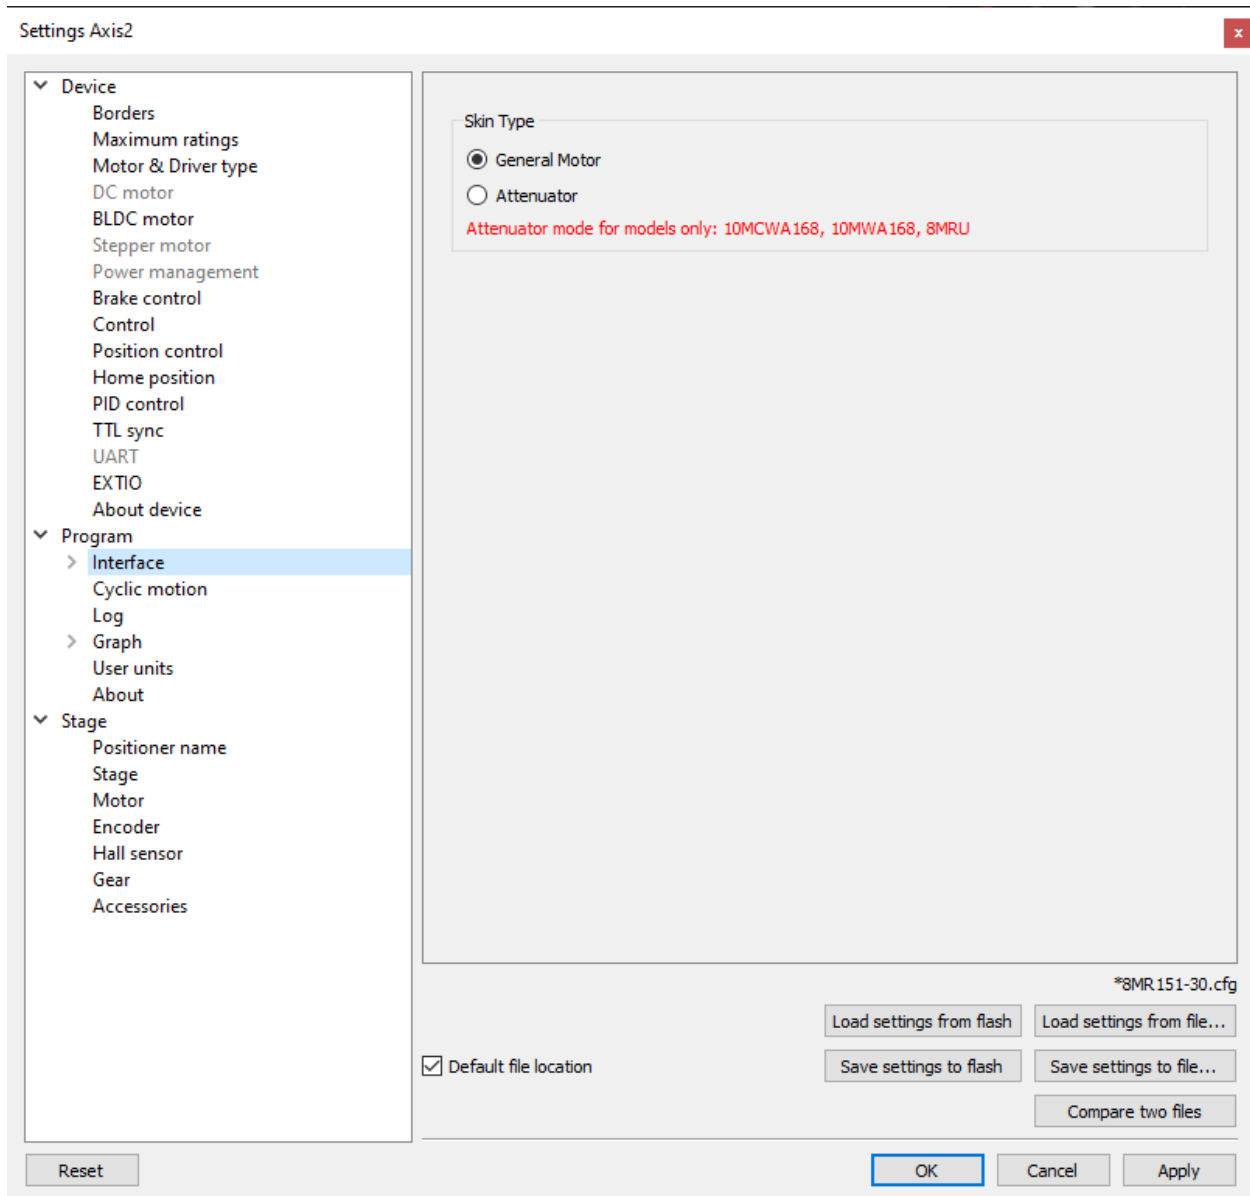 Settings Axis2
x
Device
Borders
Maximum ratings
Motor & Driver type
DC motor
BLDC motor
Stepper motor
Power management
Brake control
Control
Position control
Home position
PID control
TTL sync
UART
EXTIO
About device
Program
Interface
Cyclic motion
Log
Graph
User units
About
Stage
Positioner name
Stage
Motor
Encoder
Hall sensor
Gear
Accessories
Skin Type
General Motor
Attenuator
Attenuator mode for models only: 10MCWA168, 10MWA168, 8MRU
*8MR151-30.cfg
Load settings from flash Load settings from file...
Default file location Save settings to flash Save settings to file...
Compare two files
Reset OK Cancel Apply